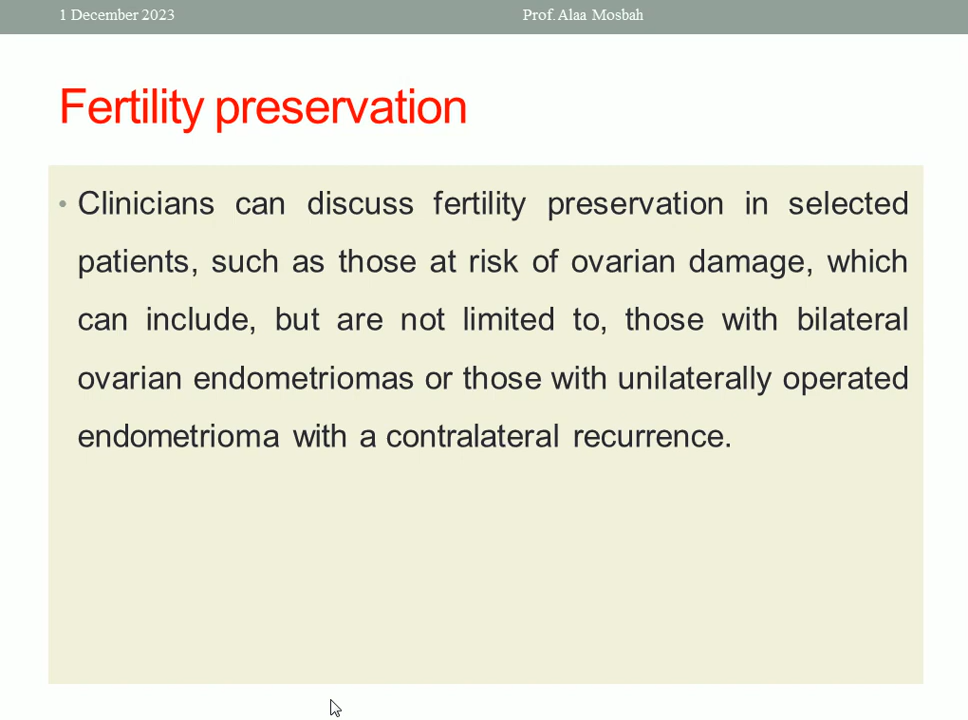 1 December 2023 Prof. Alaa Mosbah
Fertility preservation
• Clinicians can discuss fertility preservation in selected
patients, such as those at risk of ovarian damage, which
can include, but are not limited to, those with bilateral
ovarian endometriomas or those with unilaterally operated
endometrioma with a contralateral recurrence.